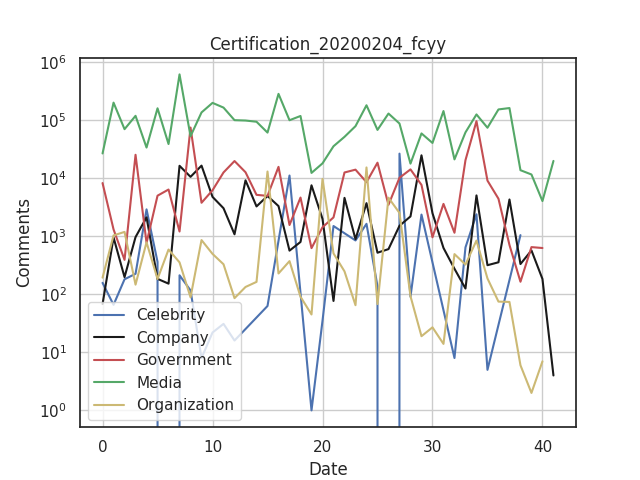 Certification_20200204_fcyy
10^6
10^5
10^4
10^3
10^2
10^1
10^0
Comments
Celebrity
Company
Government
Media
Organization
0 10 20 30 40
Date